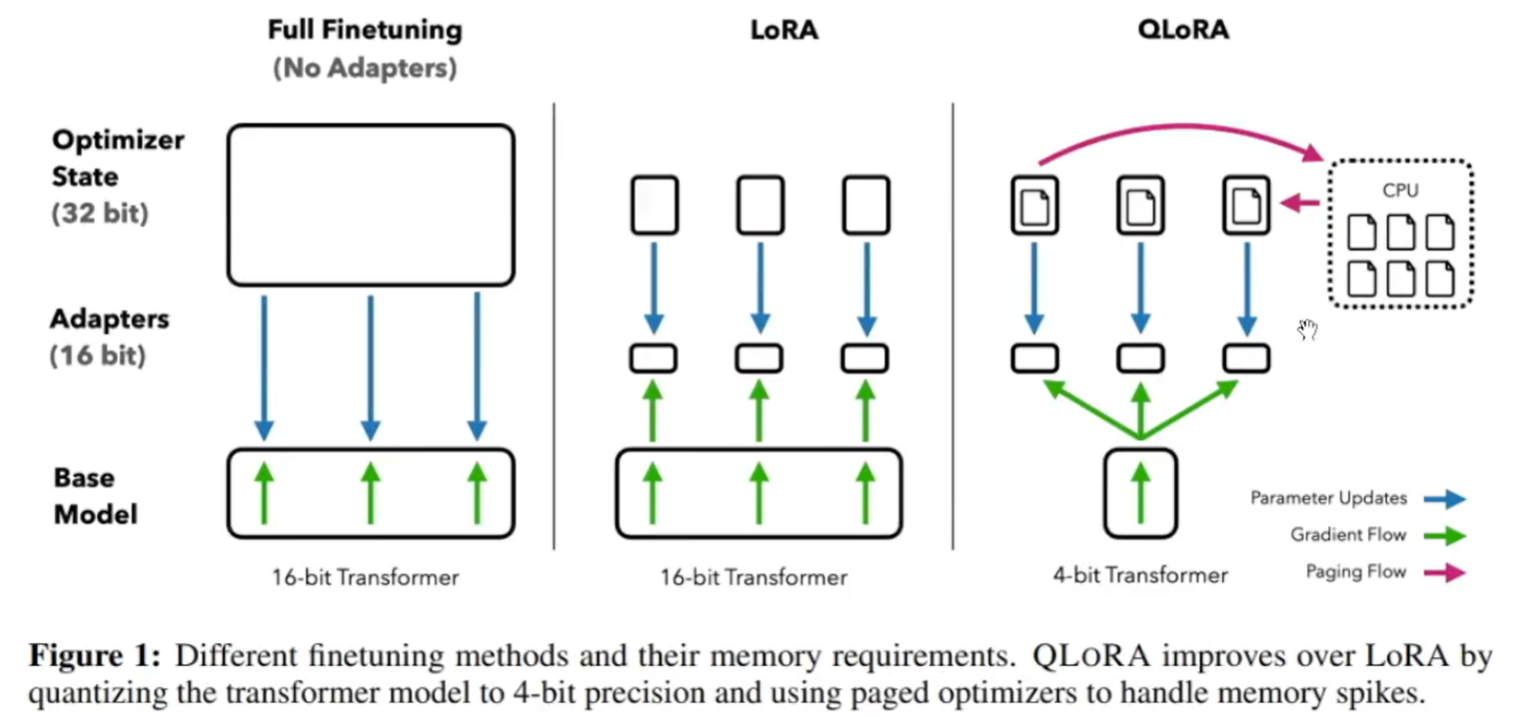 Full Finetuning
(No Adapters)
LoRA
QLoRA
Optimizer
State
(32 bit)
CPU
Adapters
(16 bit)
Base
Model
Parameter Updates
Gradient Flow
Paging Flow
16-bit Transformer
16-bit Transformer
4-bit Transformer
Figure 1: Different finetuning methods and their memory requirements. QLORA improves over LoRA by
quantizing the transformer model to 4-bit precision and using paged optimizers to handle memory spikes.